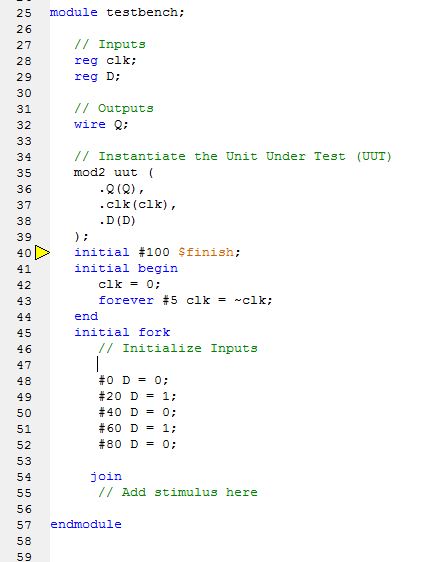 25 module testbench;
26
27 // Inputs
28 reg clk;
29 reg D;
30
31 // Outputs
32 wire Q;
33
34 // Instantiate the Unit Under Test (UUT)
35 mod2 uut (
36 .Q(Q),
37 .clk(clk),
38 .D(D)
39 );
40 initial #100 $finish;
41 initial begin
42 clk = 0;
43 forever #5 clk = ~clk;
44 end
45 initial fork
46 // Initialize Inputs
47
48 #0 D = 0;
49 #20 D = 1;
50 #40 D = 0;
51 #60 D = 1;
52 #80 D = 0;
53
54 join
55 // Add stimulus here
56
57 endmodule
58
59